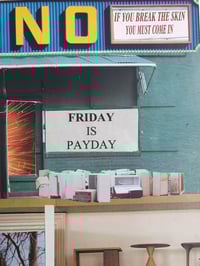 NO
IF YOU BREAK THE SKIN
YOU MUST COME IN
FRIDAY
IS
PAYDAY